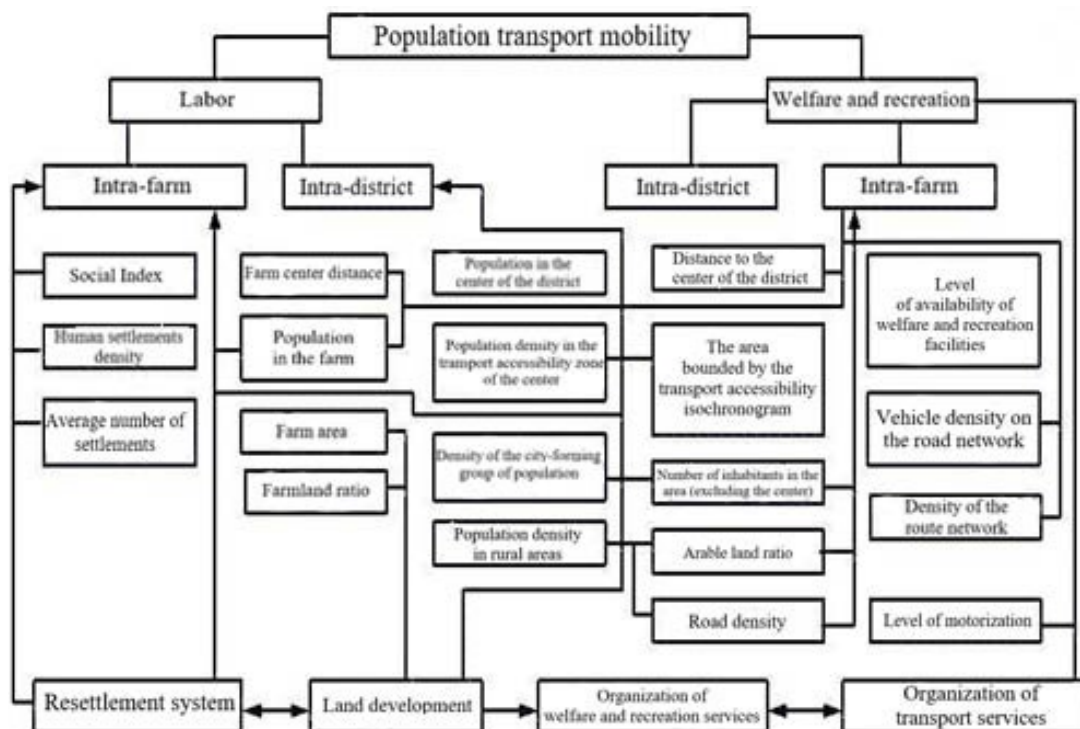 Population transport mobility
Labor
Welfare and recreation
Intra-farm
Intra-district
Intra-district
Intra-farm
Social Index
Farm center distance
Population in the
center of the district
Distance to the
center of the district
Level
of availability of
welfare and recreation
facilities
Human settlements
density
Population
in the farm
Population density in the
transport accessibility zone
of the center
The area
bounded by the
transport accessibility
isochronogram
Vehicle density on
the road network
Average number of
settlements
Farm area
Density of the city-forming
group of population
Number of inhabitants in the
area (excluding the center)
Farmland ratio
Density of the
route network
Population density
in rural areas
Arable land ratio
Road density
Level of motorization
Resettlement system
Land development
Organization of
welfare and recreation services
Organization of
transport services